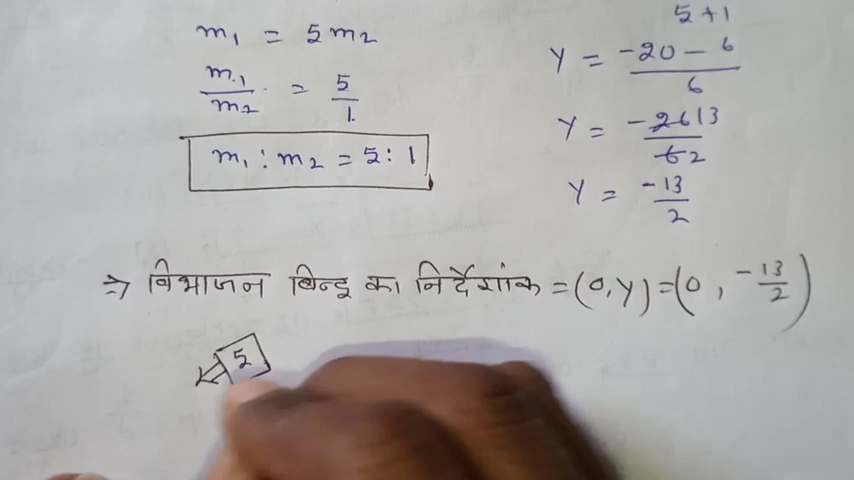 m₁ = 5m₂
m₁/m₂ = 5/1
m₁ : m₂ = 5 : 1
5 + 1
Y = (-20 - 6)/6
Y = -26 13/6 2
Y = -13/2
⇒ विभाजन बिन्दू का निर्देशांक = (0, Y) = (0, -13/2)
5